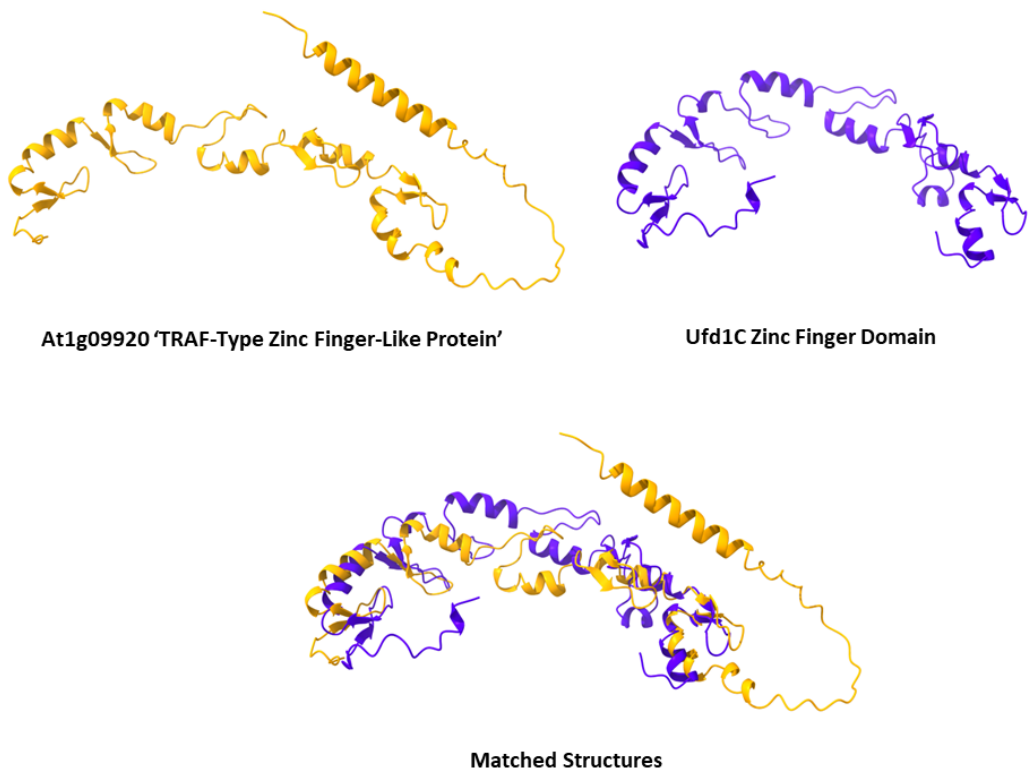 At1g09920 ‘TRAF-Type Zinc Finger-Like Protein’
Ufd1C Zinc Finger Domain
Matched Structures